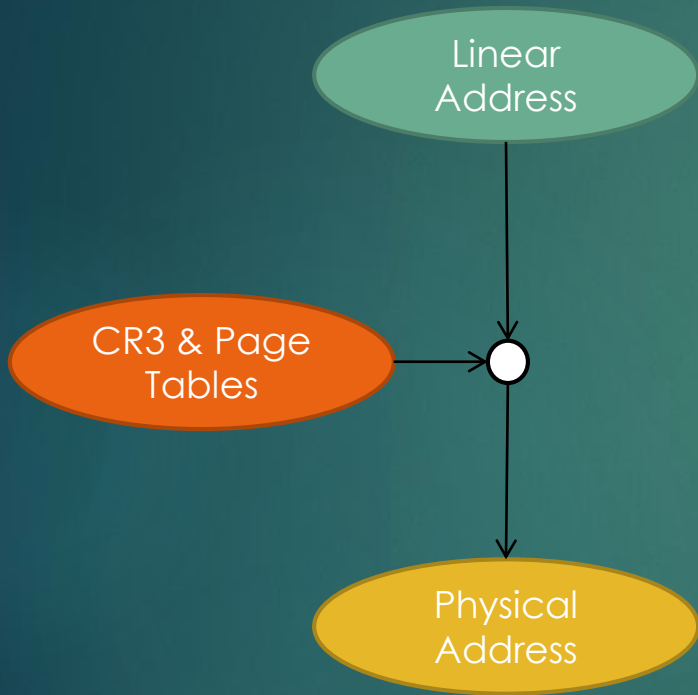 Linear
Address
CR3 & Page
Tables
Physical
Address